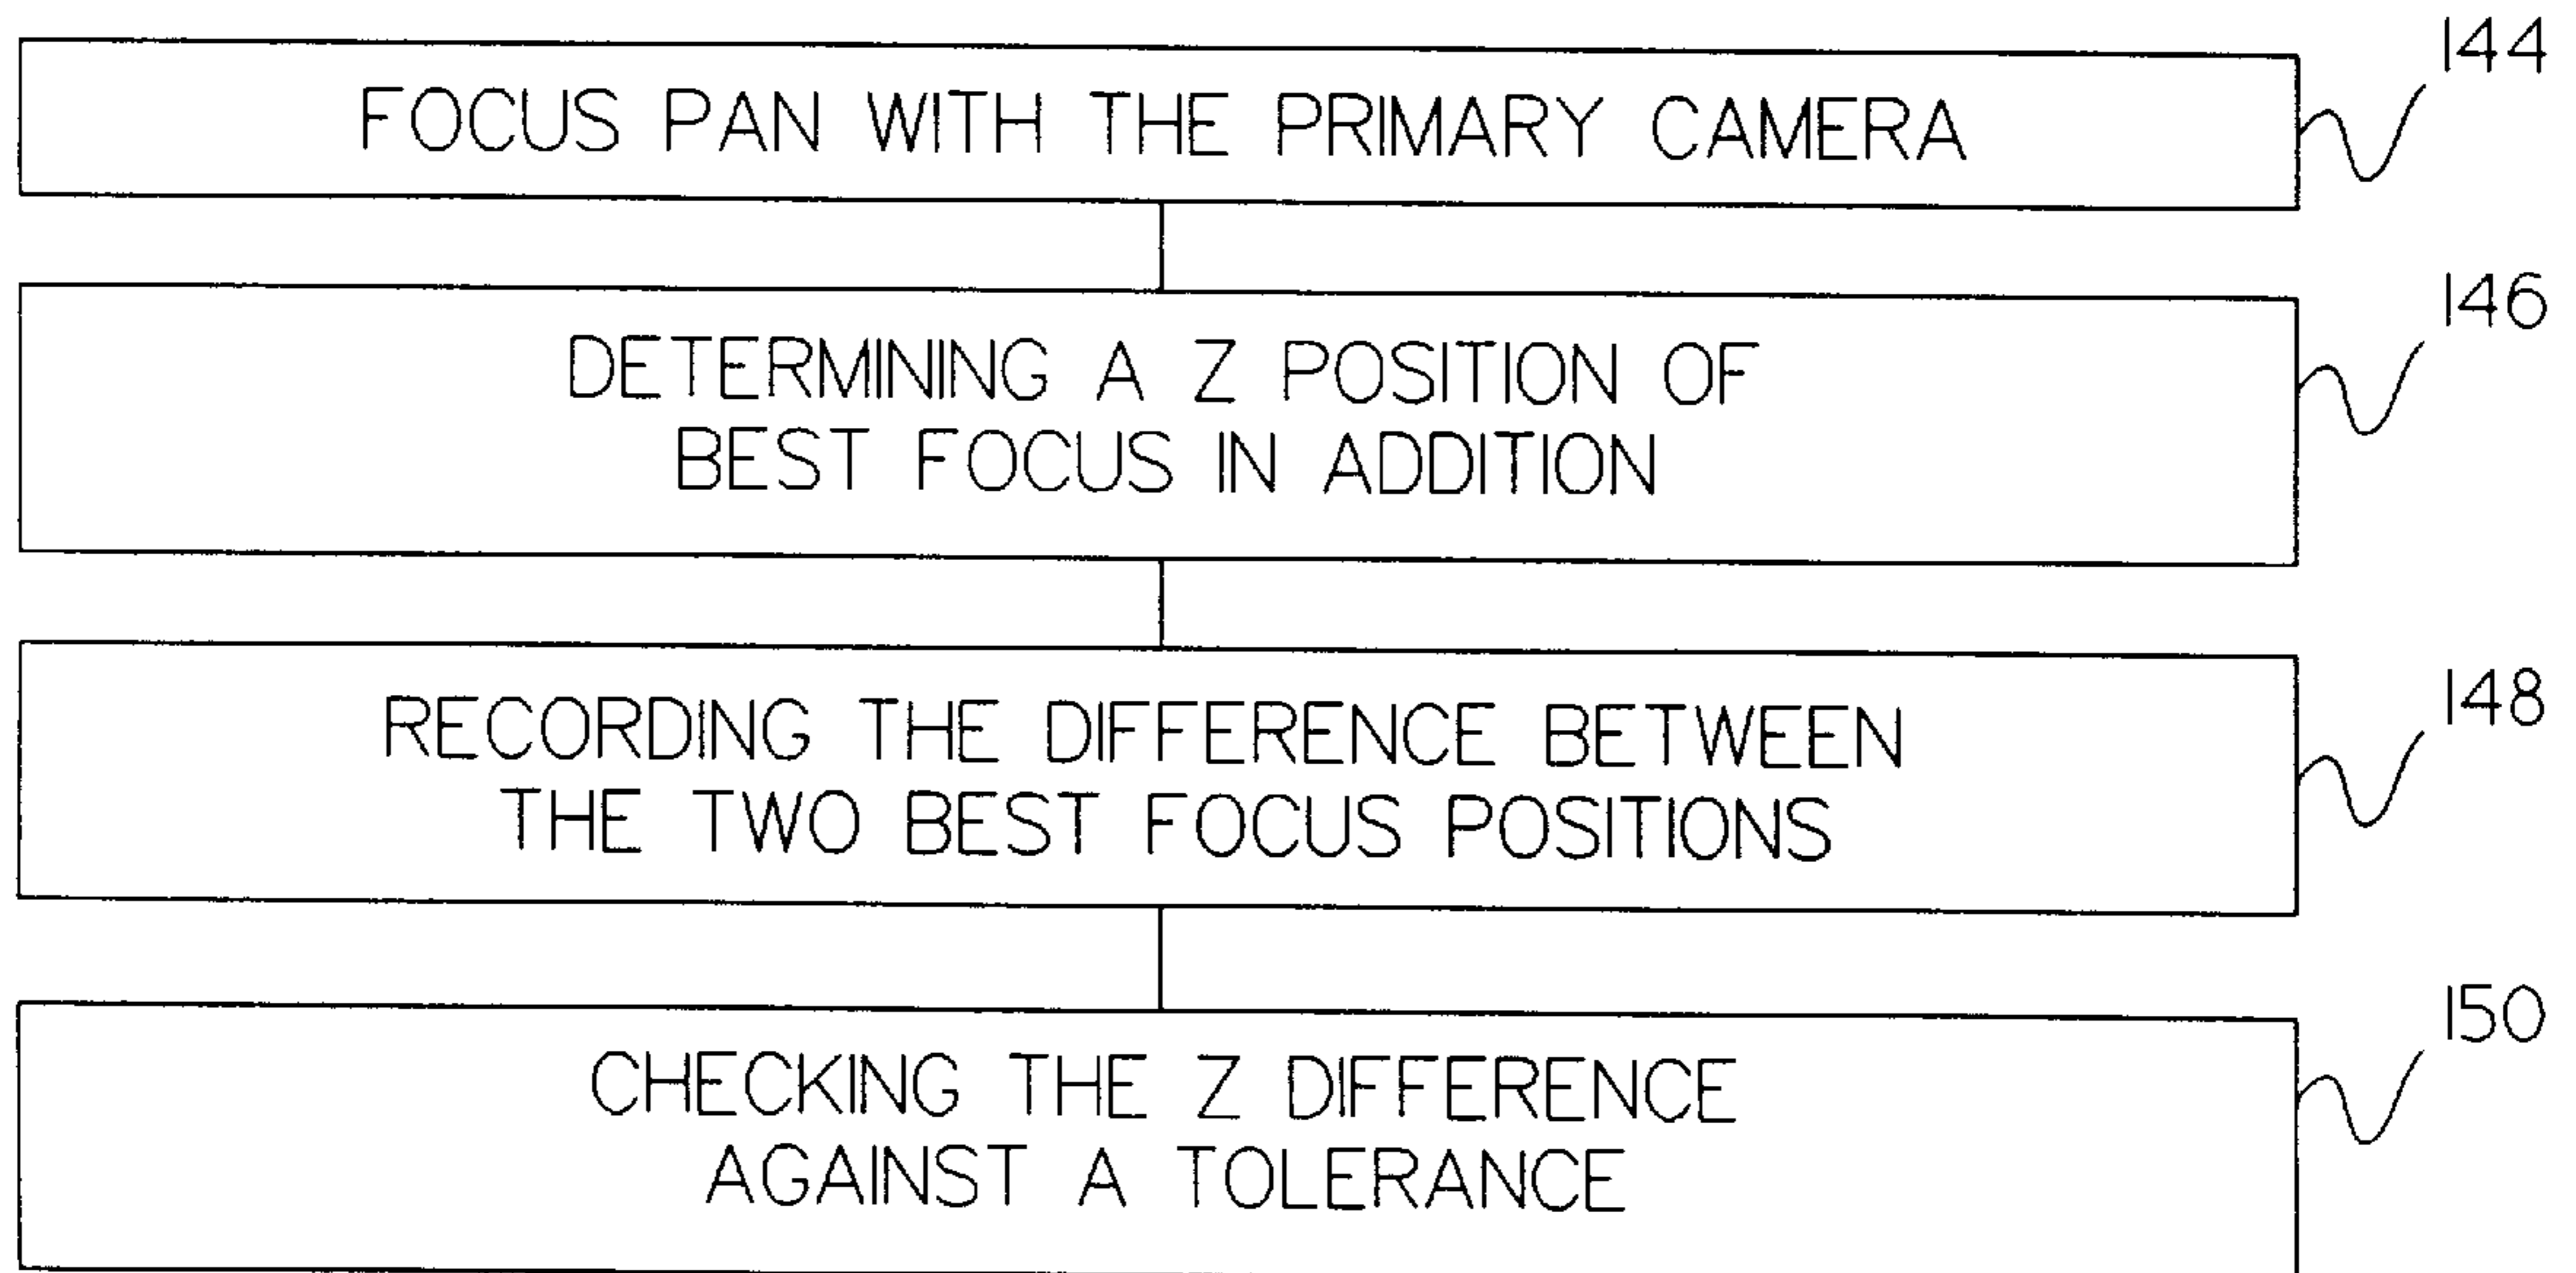 144
FOCUS PAN WITH THE PRIMARY CAMERA
146
DETERMINING A Z POSITION OF
BEST FOCUS IN ADDITION
148
RECORDING THE DIFFERENCE BETWEEN
THE TWO BEST FOCUS POSITIONS
150
CHECKING THE Z DIFFERENCE
AGAINST A TOLERANCE